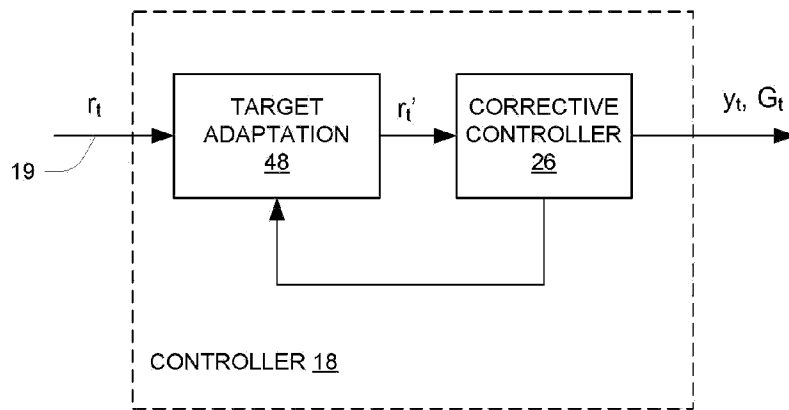 r_t
19
TARGET
ADAPTATION
48
r_t'
CORRECTIVE
CONTROLLER
26
y_t, G_t
CONTROLLER 18